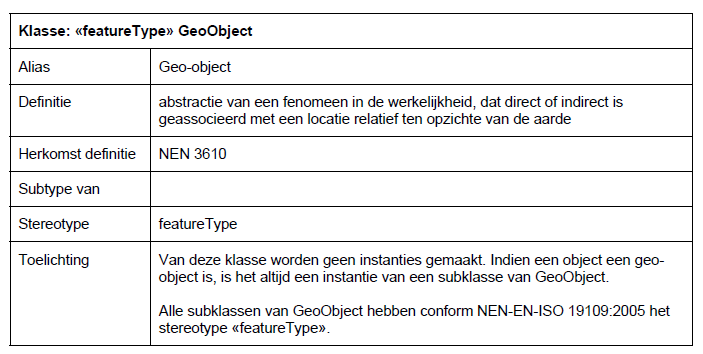 Klasse: «featureType» GeoObject
Alias Geo-object
Definitie abstractie van een fenomeen in de werkelijkheid, dat direct of indirect is
geassocieerd met een locatie relatief ten opzichte van de aarde
Herkomst definitie NEN 3610
Subtype van
Stereotype featureType
Toelichting Van deze klasse worden geen instanties gemaakt. Indien een object een geo-
object is, is het altijd een instantie van een subklasse van GeoObject.
Alle subklassen van GeoObject hebben conform NEN-EN-ISO 19109:2005 het
stereotype «featureType».